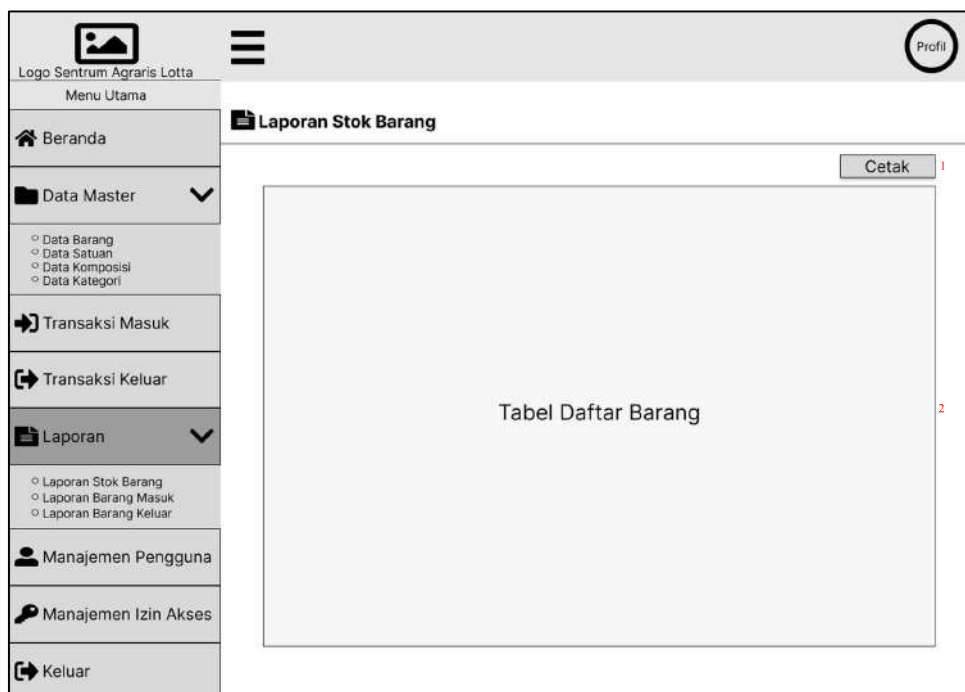 Logo Sentrum Agraris Lotta
Profil
Menu Utama
Beranda
Data Master
Data Barang
Data Satuan
Data Komposisi
Data Kategori
Transaksi Masuk
Transaksi Keluar
Laporan
Laporan Stok Barang
Laporan Barang Masuk
Laporan Barang Keluar
Manajemen Pengguna
Manajemen Izin Akses
Keluar
Laporan Stok Barang
Cetak 1
Tabel Daftar Barang 2